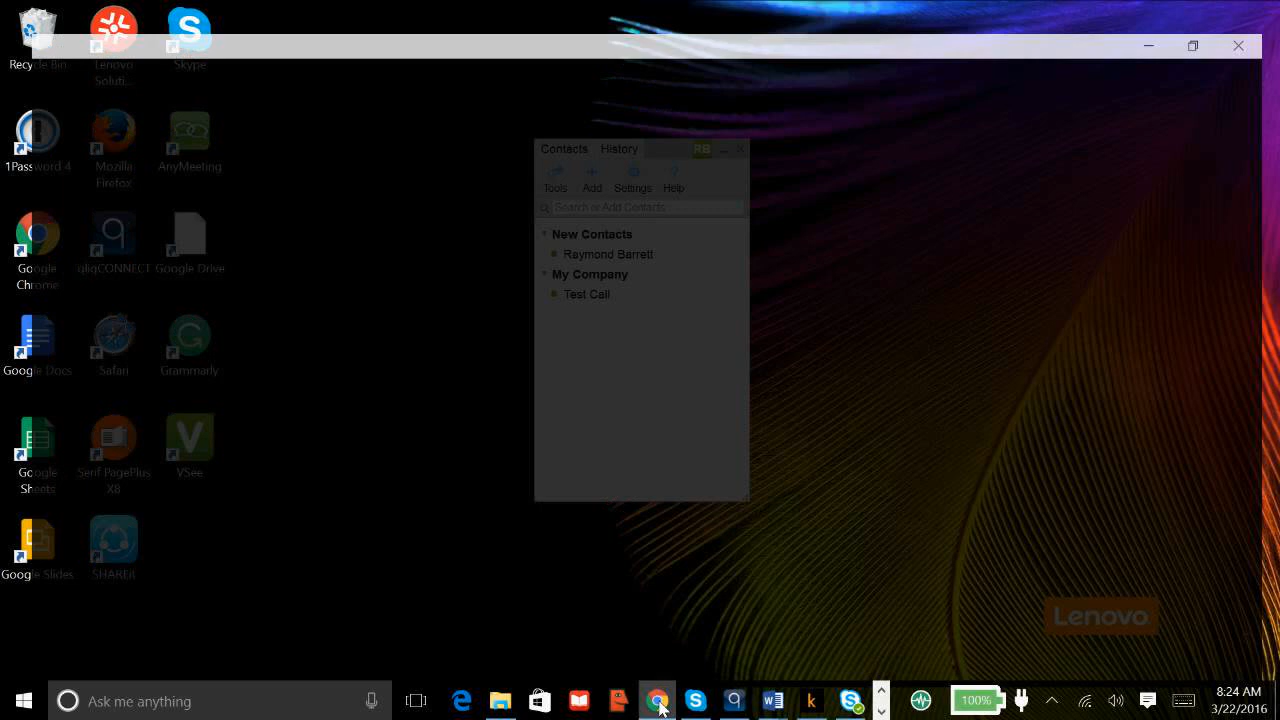 Recycle Bin
Lenovo Soluti...
Skype
1Password 4
Mozilla Firefox
AnyMeeting
Google Chrome
qliqCONNECT
Google Drive
Google Docs
Safari
Grammarly
Google Sheets
Serif PagePlus X8
VSee
Google Slides
SHAREit
Contacts History RB
Tools Add Settings Help
Search or Add Contacts
New Contacts
Raymond Barrett
My Company
Test Call
Lenovo
Ask me anything
100%
8:24 AM
3/22/2016